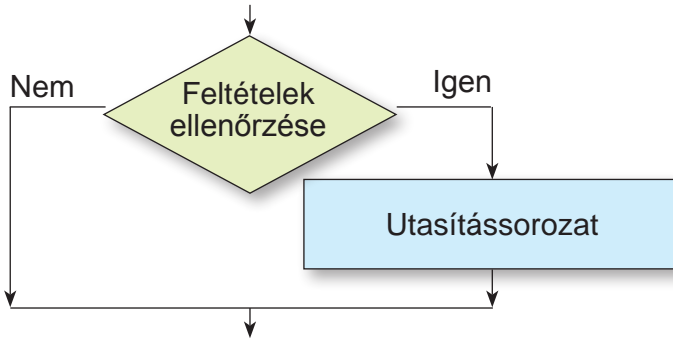 Nem
Feltételek
ellenőrzése
Igen
Utasítássorozat